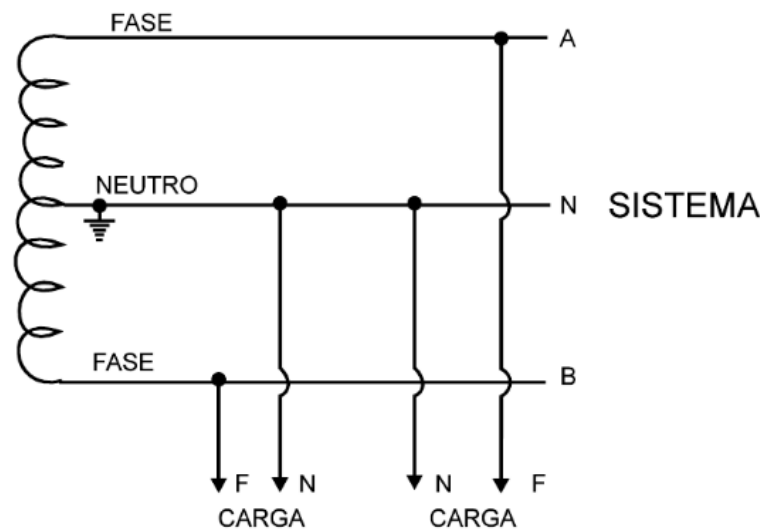 FASE
A
NEUTRO
N
SISTEMA
FASE
B
F N N F
CARGA CARGA